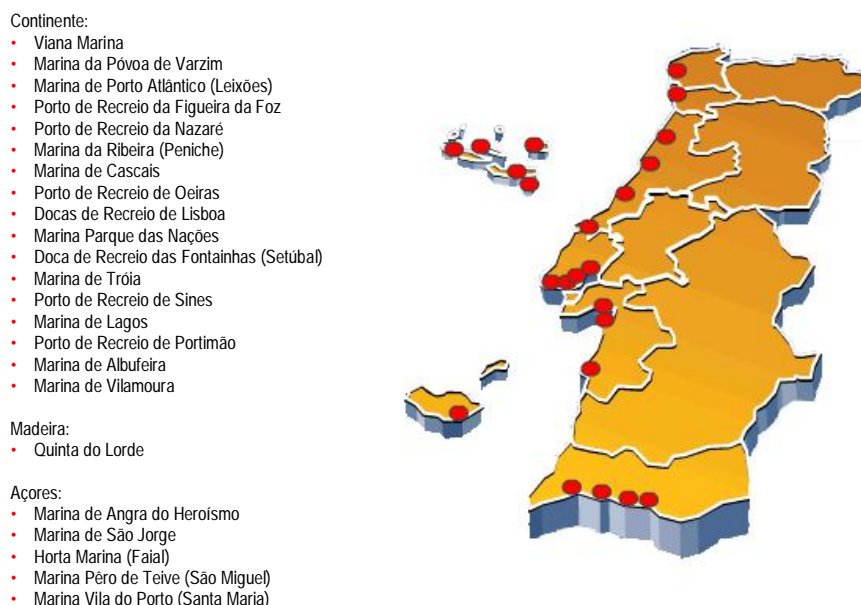 Continente:
• Viana Marina
• Marina da Póvoa de Varzim
• Marina de Porto Atlântico (Leixões)
• Porto de Recreio da Figueira da Foz
• Porto de Recreio da Nazaré
• Marina da Ribeira (Peniche)
• Marina de Cascais
• Porto de Recreio de Oeiras
• Docas de Recreio de Lisboa
• Marina Parque das Nações
• Doca de Recreio das Fontainhas (Setúbal)
• Marina de Tróia
• Porto de Recreio de Sines
• Marina de Lagos
• Porto de Recreio de Portimão
• Marina de Albufeira
• Marina de Vilamoura
Madeira:
• Quinta do Lorde
Açores:
• Marina de Angra do Heroísmo
• Marina de São Jorge
• Horta Marina (Faial)
• Marina Pêro de Teive (São Miguel)
• Marina Vila do Porto (Santa Maria)